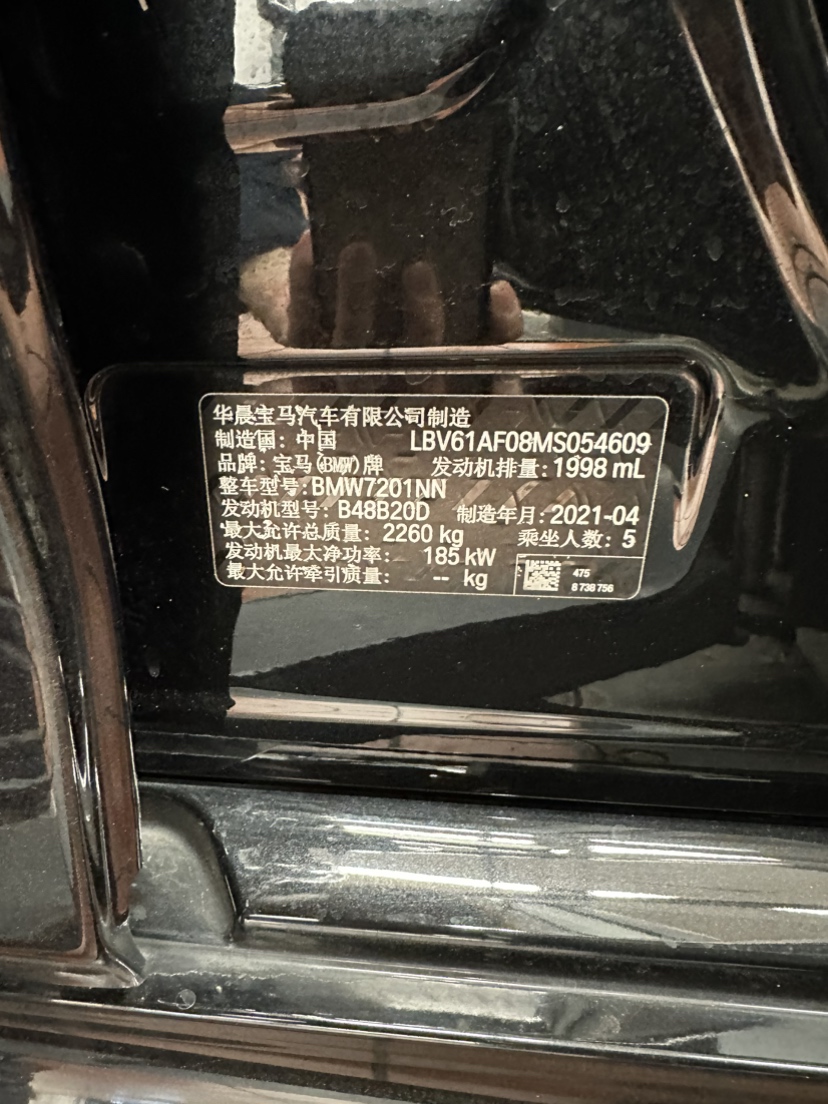 华晨宝马汽车有限公司制造
制造国：中国 LBV61AF08MS054609
品牌：宝马(BMW)牌 发动机排量：1998 mL
整车型号：BMW7201NN
发动机型号：B48B20D 制造年月：2021-04
最大允许总质量：2260 kg 乘坐人数：5
发动机最大净功率：185 kW
最大允许牵引质量：-- kg
475
8 738 756